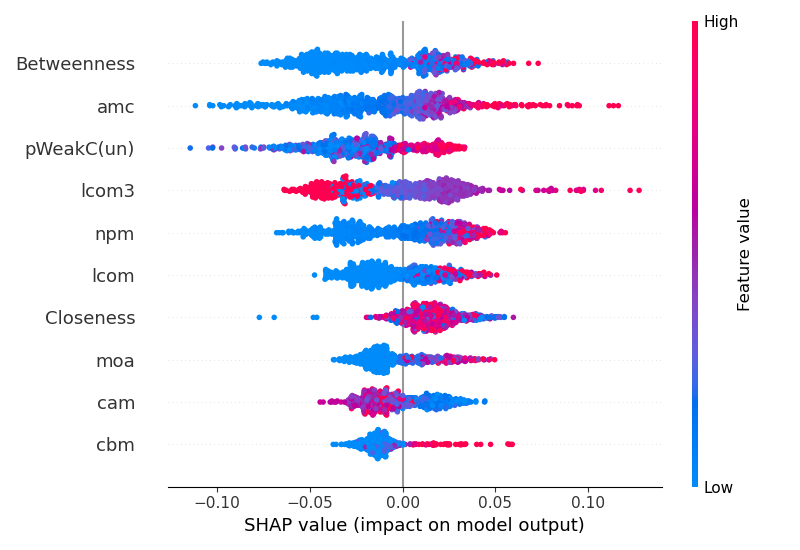 High
Betweenness
amc
pWeakC(un)
lcom3
npm
lcom
Closeness
moa
cam
cbm
Feature value
Low
−0.10 −0.05 0.00 0.05 0.10
SHAP value (impact on model output)